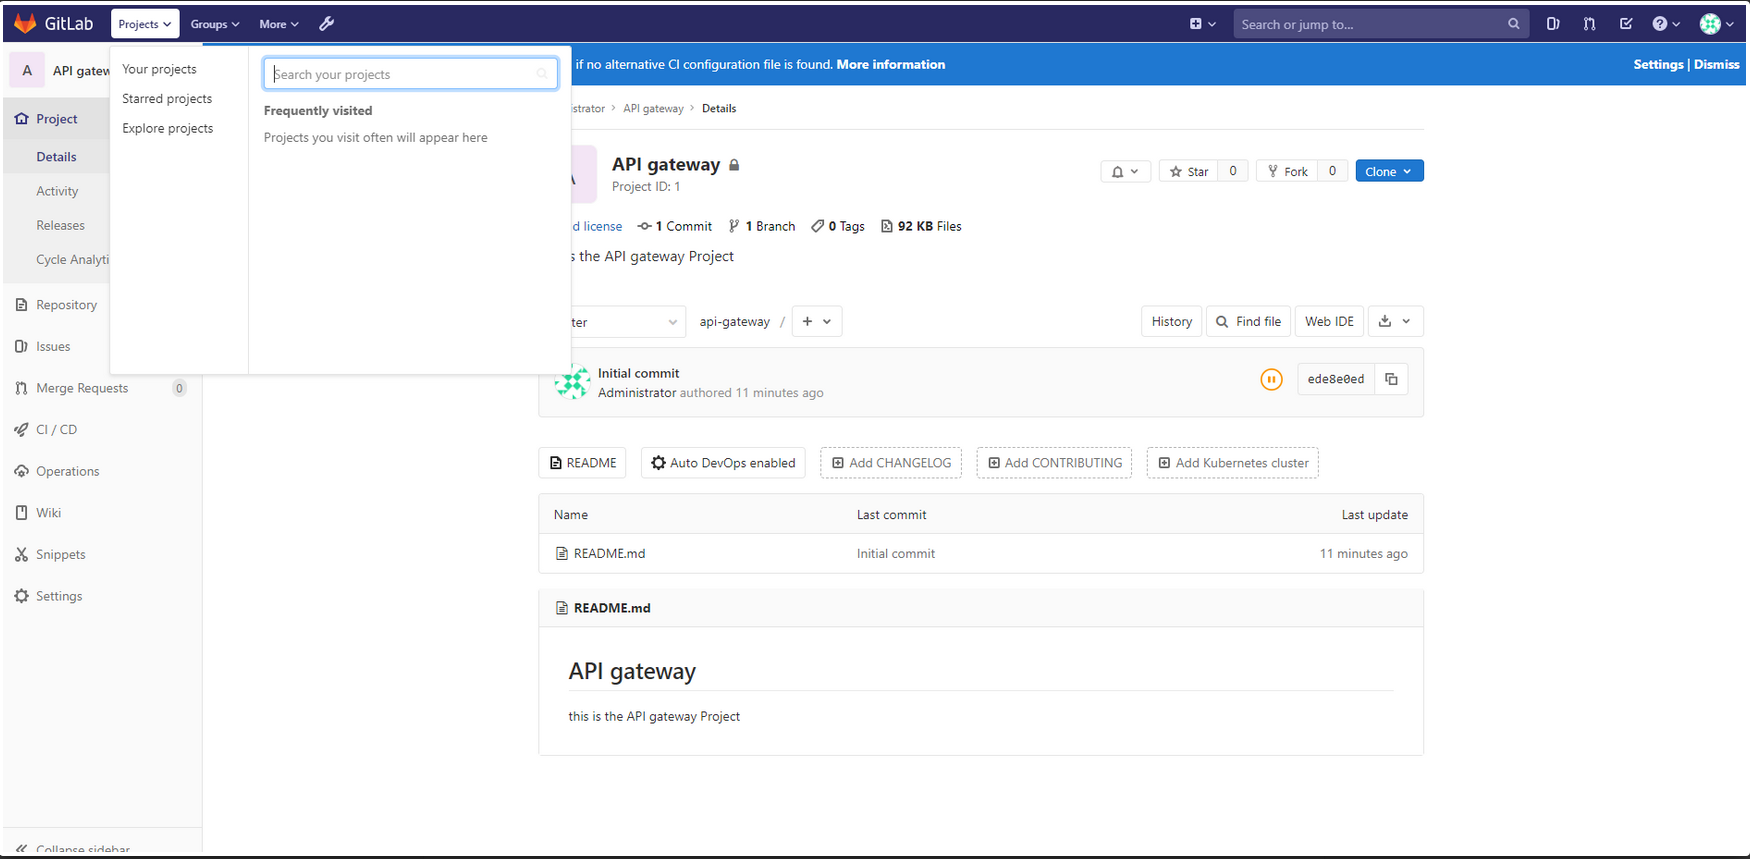 GitLab Projects Groups More Search or jump to...
A API gatew
Your projects
Starred projects
Explore projects
Search your projects
Frequently visited
Projects you visit often will appear here
if no alternative CI configuration file is found. More information Settings | Dismiss
Project
Details
Activity
Releases
Cycle Analyti
Repository
Issues
Merge Requests 0
CI / CD
Operations
Wiki
Snippets
Settings
Collapse sidebar
istrator > API gateway > Details
API gateway
Project ID: 1
Star 0 Fork 0 Clone
d license 1 Commit 1 Branch 0 Tags 92 KB Files
s the API gateway Project
ter api-gateway / + History Find file Web IDE
Initial commit
Administrator authored 11 minutes ago
ede8e0ed
README Auto DevOps enabled Add CHANGELOG Add CONTRIBUTING Add Kubernetes cluster
Name Last commit Last update
README.md Initial commit 11 minutes ago
README.md
API gateway
this is the API gateway Project